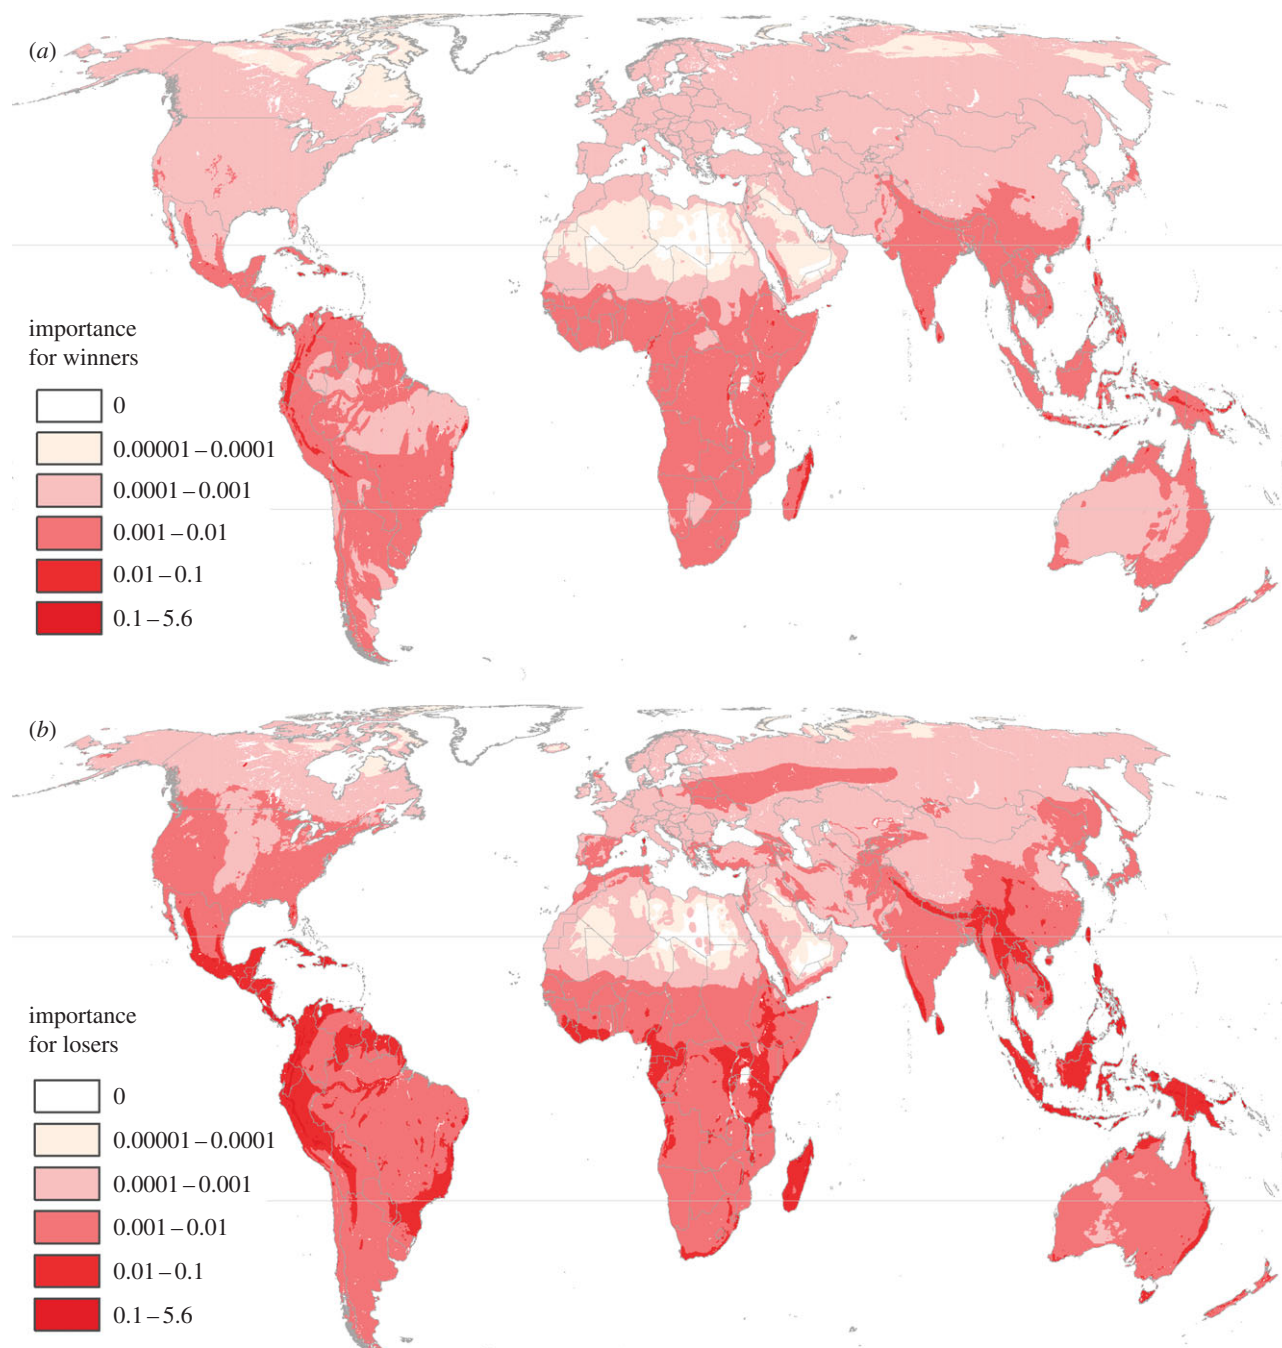 (a)
importance
for winners
0
0.00001 – 0.0001
0.0001 – 0.001
0.001 – 0.01
0.01 – 0.1
0.1 – 5.6
(b)
importance
for losers
0
0.00001 – 0.0001
0.0001 – 0.001
0.001 – 0.01
0.01 – 0.1
0.1 – 5.6